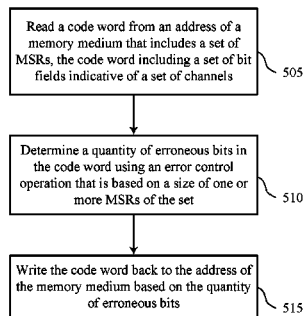 Read a code word from an address of a
memory medium that includes a set of
MSRs, the code word including a set of bit
fields indicative of a set of channels
505
Determine a quantity of erroneous bits in
the code word using an error control
operation that is based on a size of one or
more MSRs of the set
510
Write the code word back to the address of
the memory medium based on the quantity
of erroneous bits
515